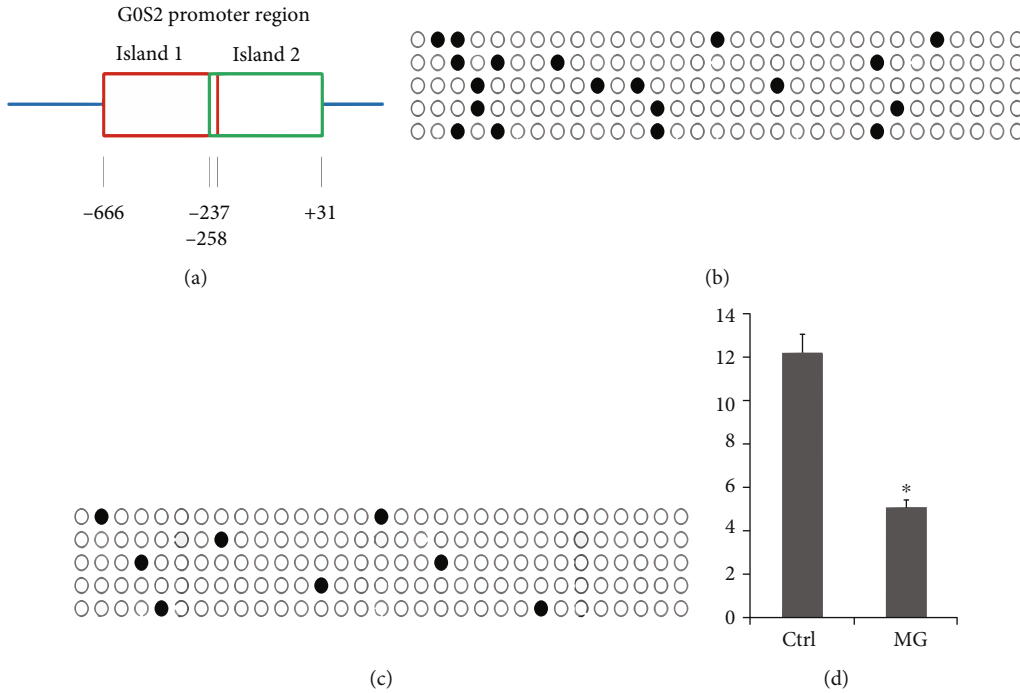 G0S2 promoter region
Island 1 Island 2
–666 –237 +31
–258
(a)
(b)
14
12
10
8
6
4
2
0
*
Ctrl MG
(c)
(d)